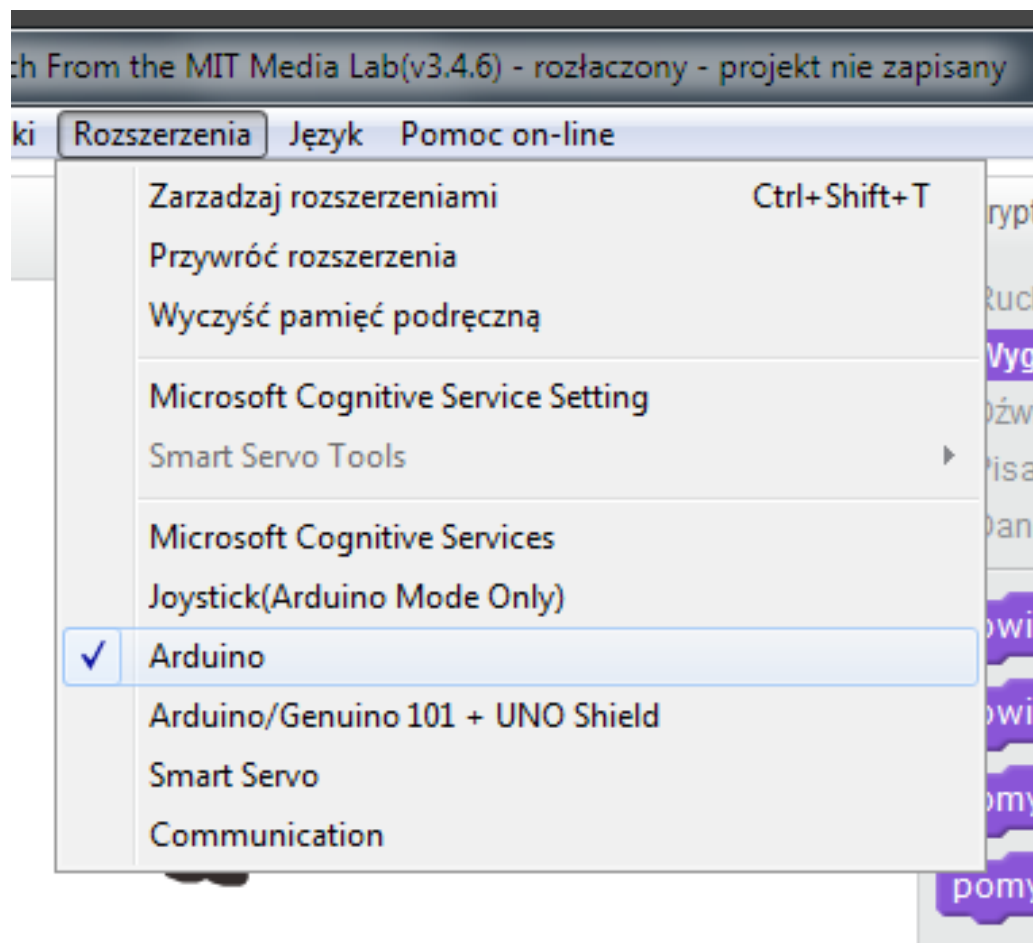 From the MIT Media Lab(v3.4.6) - rozłaczony - projekt nie zapisany
Rozszerzenia Język Pomoc on-line
Zarzadzaj rozszerzeniami Ctrl+Shift+T
Przywróć rozszerzenia
Wyczyść pamięć podręczną
Microsoft Cognitive Service Setting
Smart Servo Tools
Microsoft Cognitive Services
Joystick(Arduino Mode Only)
Arduino
Arduino/Genuino 101 + UNO Shield
Smart Servo
Communication